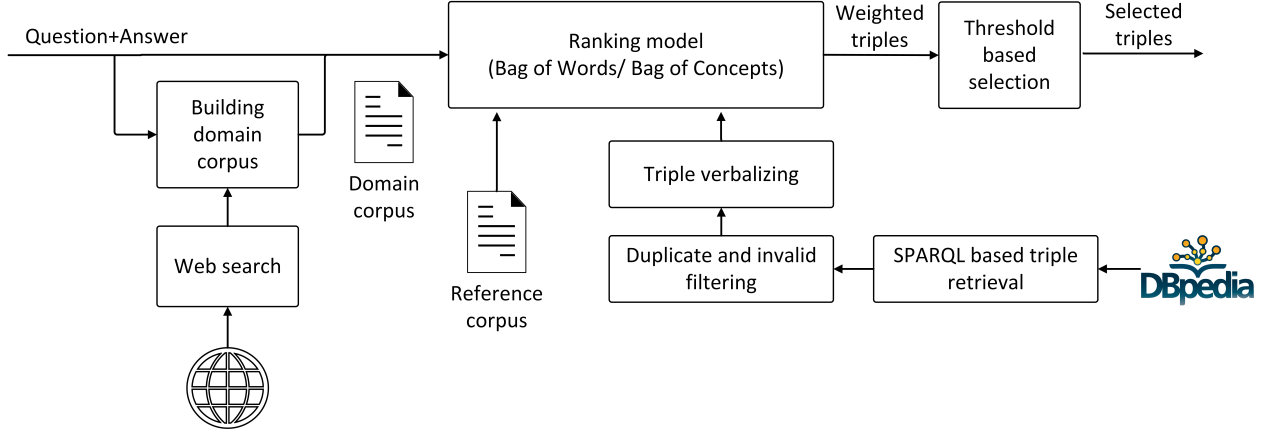 Question+Answer
Building
domain
corpus
Web search
Domain
corpus
Reference
corpus
Ranking model
(Bag of Words/ Bag of Concepts)
Triple verbalizing
Duplicate and invalid
filtering
SPARQL based triple
retrieval
DBpedia
Weighted
triples
Threshold
based
selection
Selected
triples